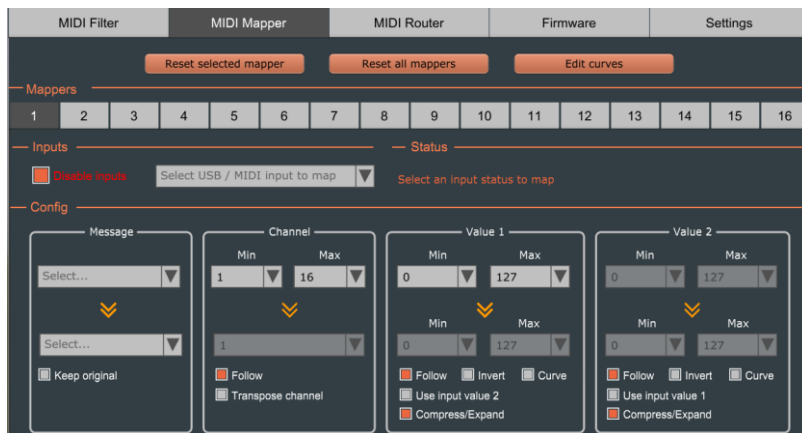 MIDI Filter MIDI Mapper MIDI Router Firmware Settings
Reset selected mapper Reset all mappers Edit curves
Mappers
1 2 3 4 5 6 7 8 9 10 11 12 13 14 15 16
Inputs Status
Disable inputs Select USB / MIDI input to map Select an input status to map
Config
Message Channel Value 1 Value 2
Min Max Min Max Min Max
Select... 1 16 0 127 0 127
Min Max Min Max
Select... 1 0 127 0 127
Keep original Follow Follow Invert Curve Follow Invert Curve
Transpose channel Use input value 2 Use input value 1
Compress/Expand Compress/Expand